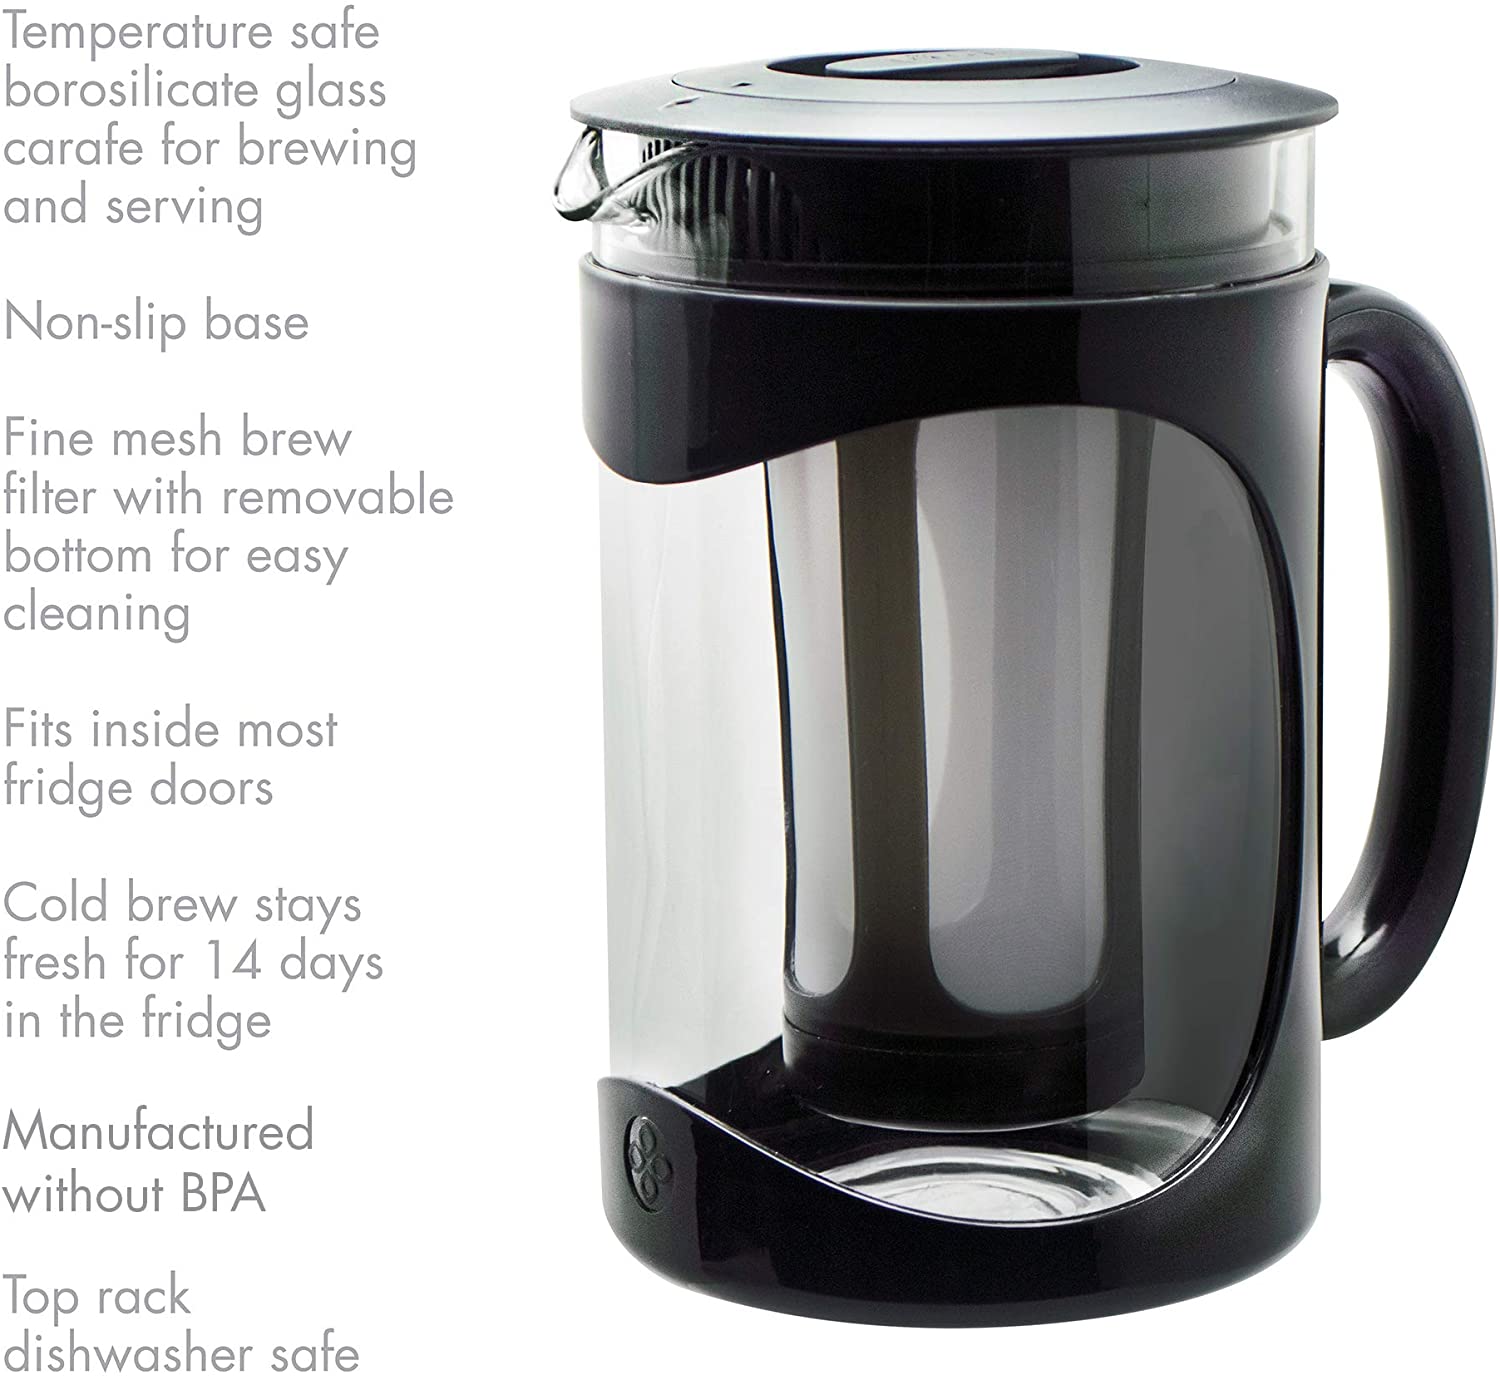 Temperature safe
borosilicate glass
carafe for brewing
and serving
Non-slip base
Fine mesh brew
filter with removable
bottom for easy
cleaning
Fits inside most
fridge doors
Cold brew stays
fresh for 14 days
in the fridge
Manufactured
without BPA
Top rack
dishwasher safe